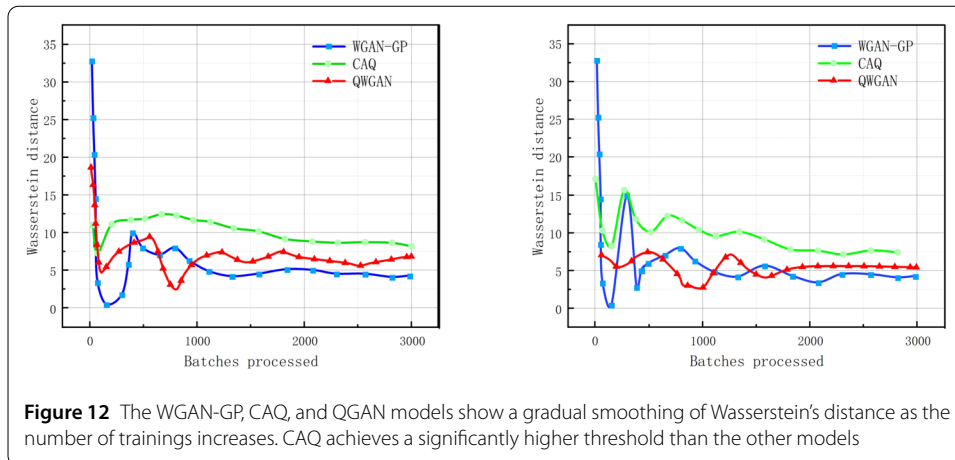 35
30
25
20
15
10
5
0
Wasserstein distance
WGAN-GP
CAQ
QWGAN
0 1000 2000 3000
Batches processed
35
30
25
20
15
10
5
0
Wasserstein distance
WGAN-GP
CAQ
QWGAN
0 1000 2000 3000
Batches processed
Figure 12 The WGAN-GP, CAQ, and QGAN models show a gradual smoothing of Wasserstein's distance as the
number of trainings increases. CAQ achieves a significantly higher threshold than the other models